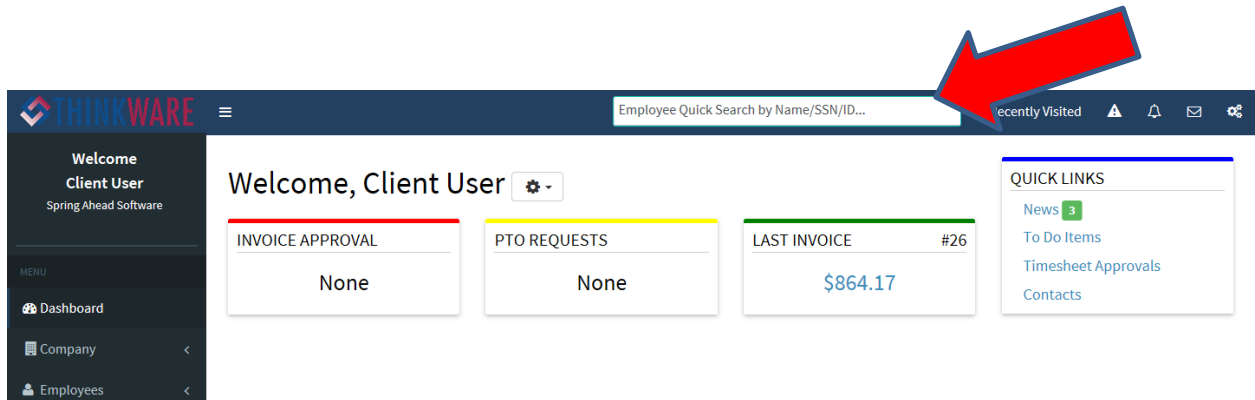 THINKWARE
Employee Quick Search by Name/SSN/ID...
Recently Visited
Welcome
Client User
Spring Ahead Software
MENU
Dashboard
Company
Employees
Welcome, Client User
INVOICE APPROVAL
None
PTO REQUESTS
None
LAST INVOICE #26
$864.17
QUICK LINKS
News 3
To Do Items
Timesheet Approvals
Contacts